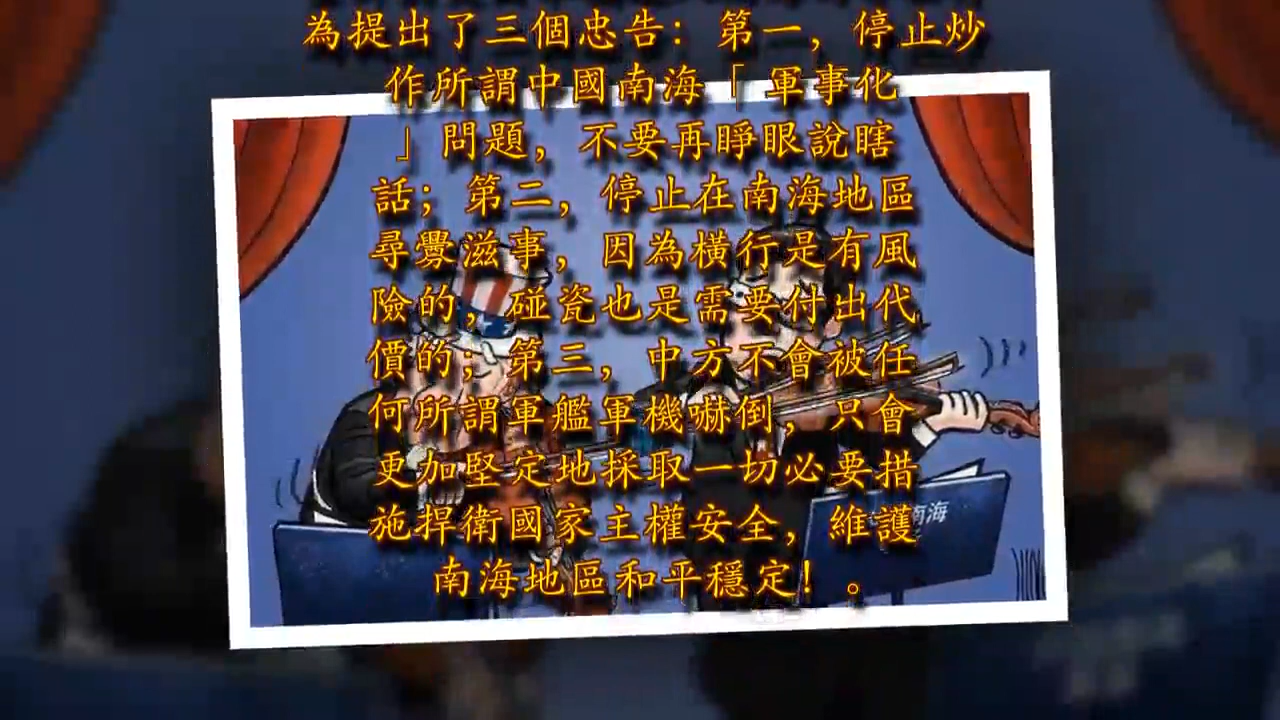 為提出了三個忠告：第一，停止炒
作所謂中國南海「 軍事化
」問題，不要再睜眼說瞎
話；第二，停止在南海地區
尋釁滋事，因為橫行是有風
險的，碰瓷也是需要付出代
價的；第三，中方不會被任
何所謂軍艦軍機嚇倒，只會
更加堅定地採取一切必要措
施捍衛國家主權安全，維護
南海地區和平穩定！。
南海